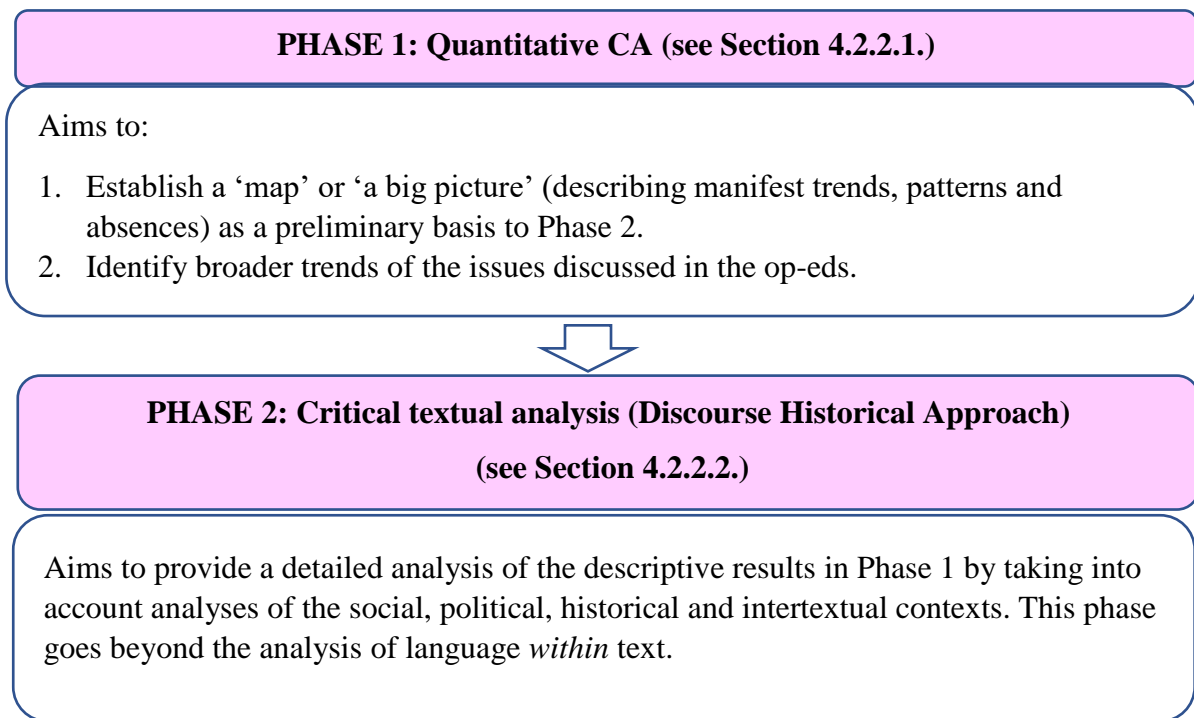 PHASE 1: Quantitative CA (see Section 4.2.2.1.)
Aims to:
1. Establish a ‘map’ or ‘a big picture’ (describing manifest trends, patterns and
absences) as a preliminary basis to Phase 2.
2. Identify broader trends of the issues discussed in the op-eds.
PHASE 2: Critical textual analysis (Discourse Historical Approach)
(see Section 4.2.2.2.)
Aims to provide a detailed analysis of the descriptive results in Phase 1 by taking into
account analyses of the social, political, historical and intertextual contexts. This phase
goes beyond the analysis of language within text.